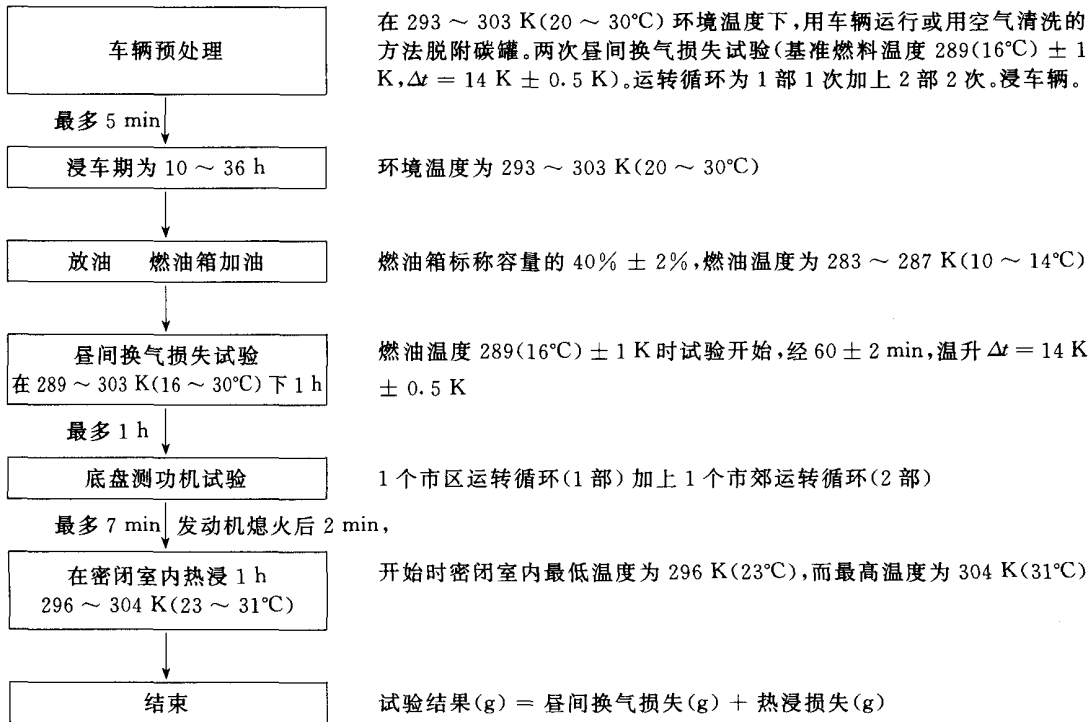 车辆预处理
在 293 ~ 303 K(20 ~ 30℃) 环境温度下,用车辆运行或用空气清洗的
方法脱附碳罐。两次昼间换气损失试验(基准燃料温度 289(16℃) ± 1
K,Δt = 14 K ± 0.5 K)。运转循环为 1 部 1 次加上 2 部 2 次。浸车辆。
最多 5 min
浸车期为 10 ~ 36 h
环境温度为 293 ~ 303 K(20 ~ 30℃)
放油 燃油箱加油
燃油箱标称容量的 40% ± 2%,燃油温度为 283 ~ 287 K(10 ~ 14℃)
昼间换气损失试验
在 289 ~ 303 K(16 ~ 30℃) 下 1 h
燃油温度 289(16℃) ± 1 K 时试验开始,经 60 ± 2 min,温升 Δt = 14 K
± 0.5 K
最多 1 h
底盘测功机试验
1 个市区运转循环(1 部) 加上 1 个市郊运转循环(2 部)
最多 7 min 发动机熄火后 2 min,
在密闭室内热浸 1 h
296 ~ 304 K(23 ~ 31℃)
开始时密闭室内最低温度为 296 K(23℃),而最高温度为 304 K(31℃)
结束
试验结果(g) = 昼间换气损失(g) + 热浸损失(g)